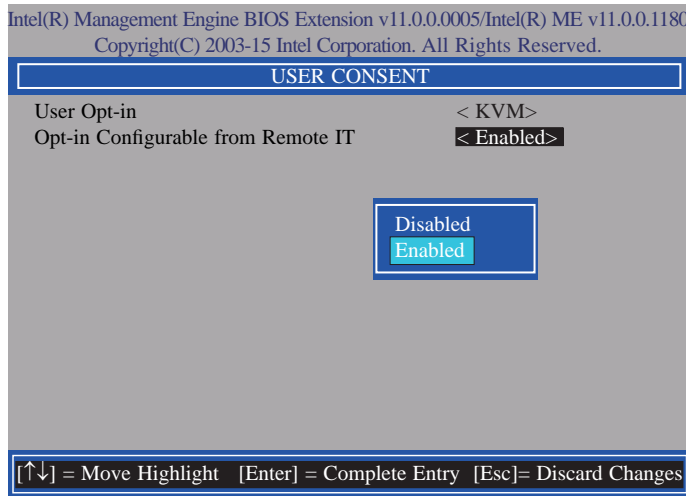 Intel(R) Management Engine BIOS Extension v11.0.0.0005/Intel(R) ME v11.0.0.1180
Copyright(C) 2003-15 Intel Corporation. All Rights Reserved.
USER CONSENT
User Opt-in < KVM>
Opt-in Configurable from Remote IT < Enabled>
Disabled
Enabled
[↑↓] = Move Highlight [Enter] = Complete Entry [Esc]= Discard Changes